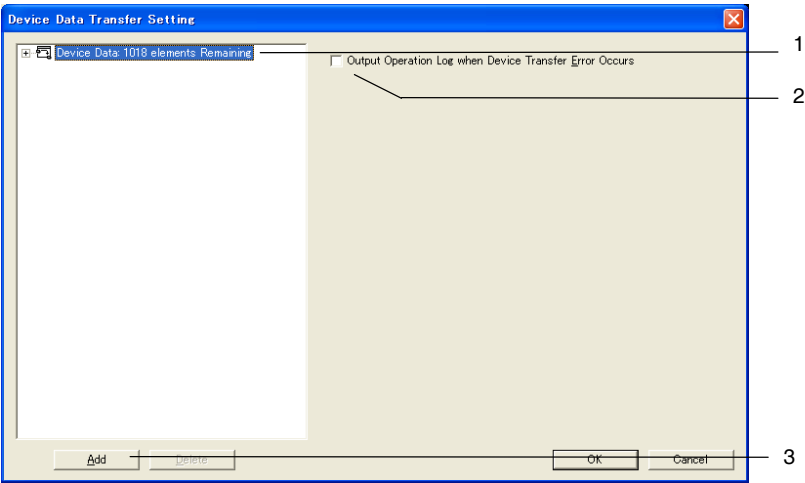 Device Data Transfer Setting
Device Data: 1018 elements Remaining
1
Output Operation Log when Device Transfer Error Occurs
2
Add
Delete
OK
Cancel
3